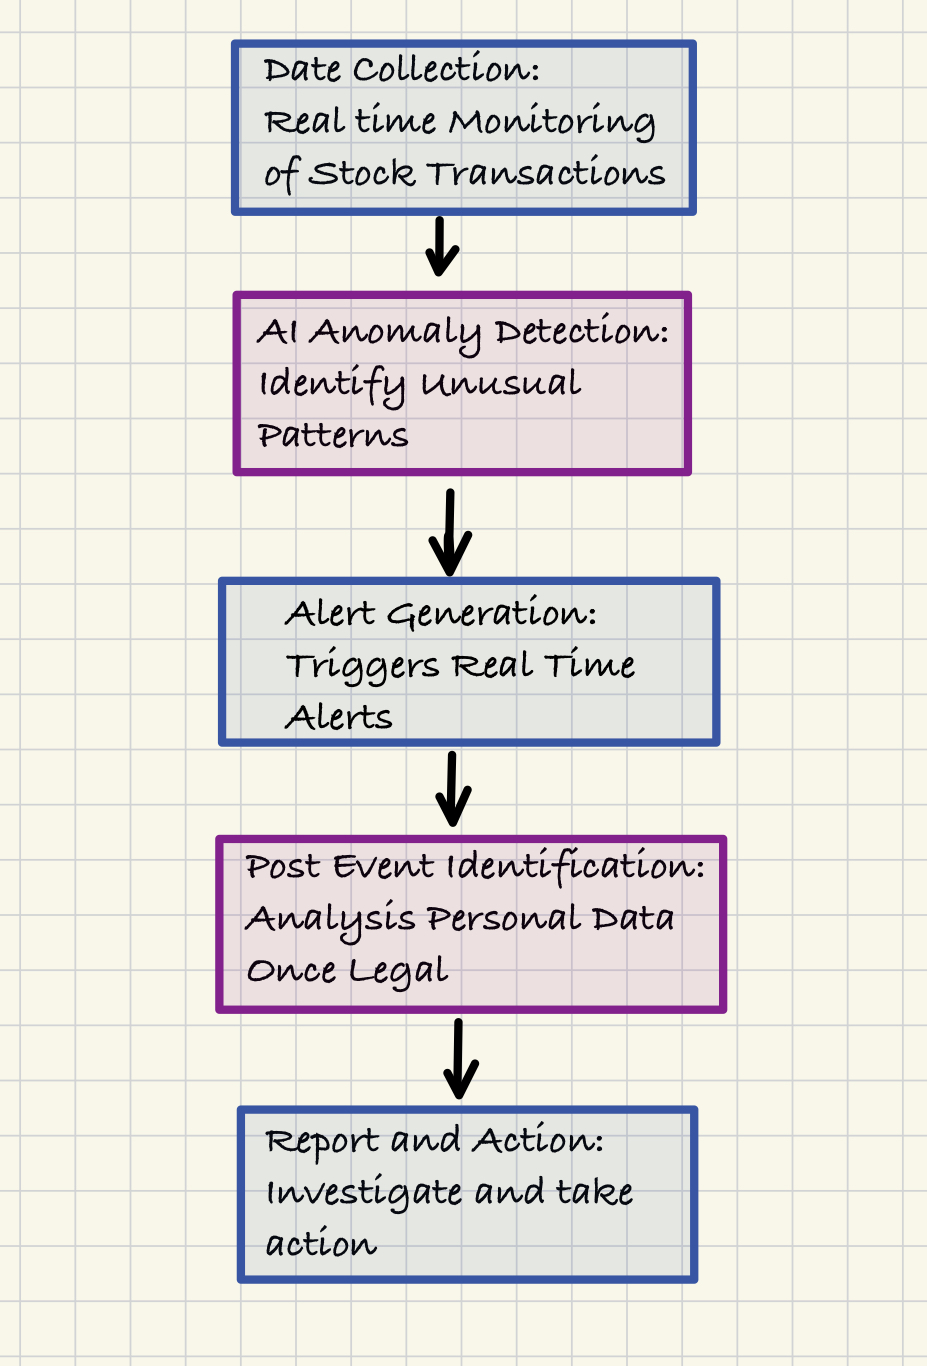 Date Collection:
Real time Monitoring
of Stock Transactions
AI Anomaly Detection:
Identify Unusual
Patterns
Alert Generation:
Triggers Real Time
Alerts
Post Event Identification:
Analysis Personal Data
Once Legal
Report and Action:
Investigate and take
action